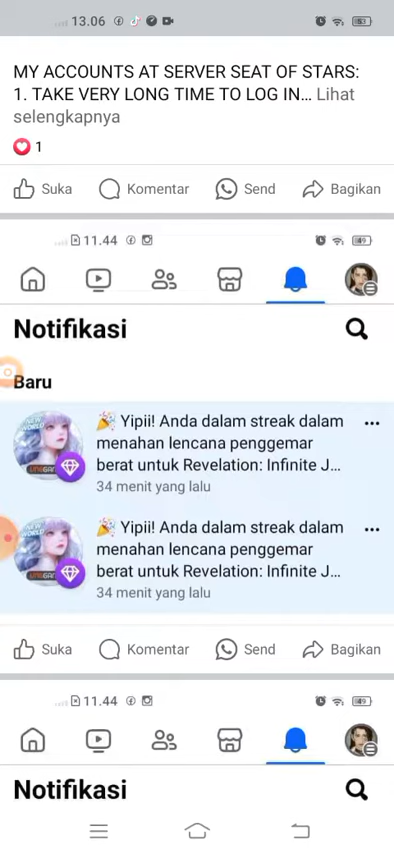 13.06
MY ACCOUNTS AT SERVER SEAT OF STARS:
1. TAKE VERY LONG TIME TO LOG IN... Lihat
selengkapnya
1
Suka Komentar Send Bagikan
11.44
Notifikasi
Baru
🎉 Yipii! Anda dalam streak dalam
menahan lencana penggemar
berat untuk Revelation: Infinite J...
34 menit yang lalu
🎉 Yipii! Anda dalam streak dalam
menahan lencana penggemar
berat untuk Revelation: Infinite J...
34 menit yang lalu
Suka Komentar Send Bagikan
11.44
Notifikasi